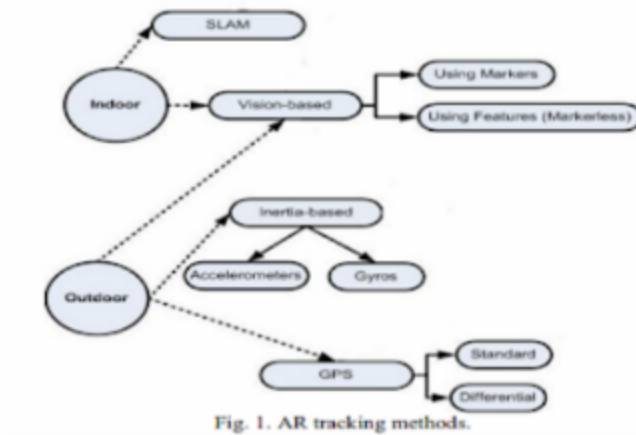 SLAM
Indoor
Vision-based
Using Markers
Using Features (Markerless)
Inertia-based
Accelerometers
Gyros
Outdoor
GPS
Standard
Differential
Fig. 1. AR tracking methods.